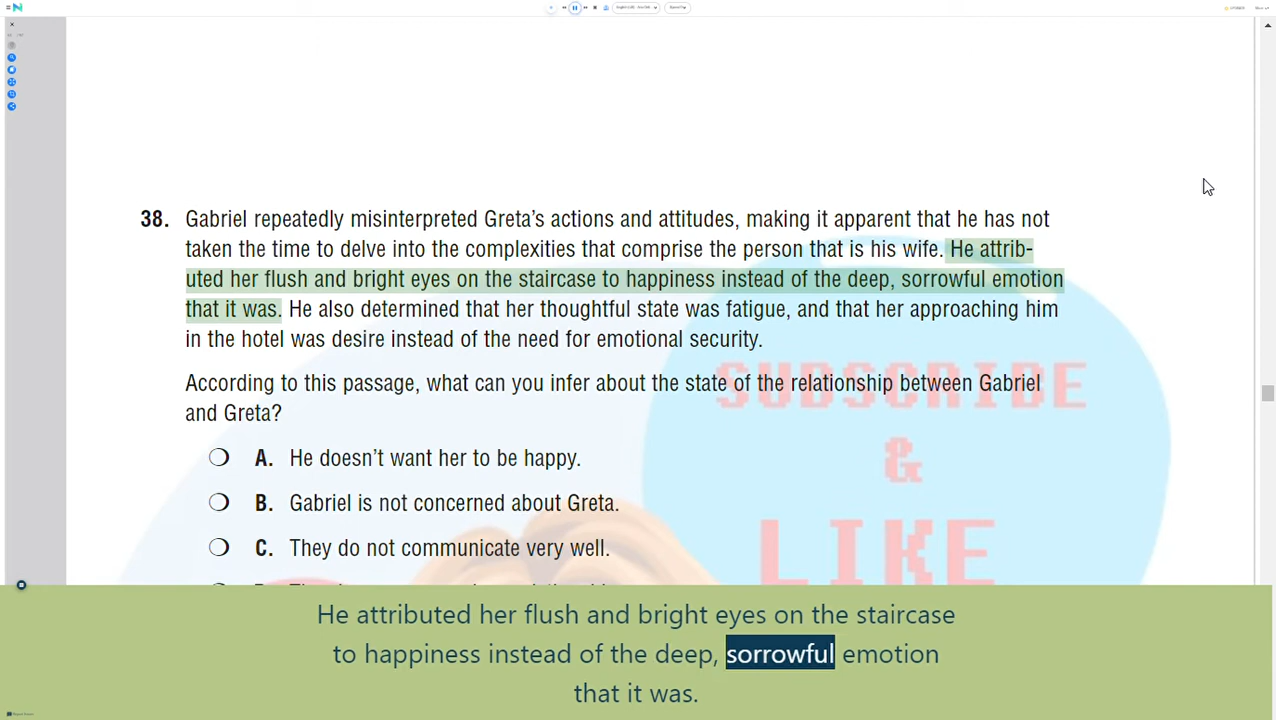 38. Gabriel repeatedly misinterpreted Greta's actions and attitudes, making it apparent that he has not
taken the time to delve into the complexities that comprise the person that is his wife. He attrib-
uted her flush and bright eyes on the staircase to happiness instead of the deep, sorrowful emotion
that it was. He also determined that her thoughtful state was fatigue, and that her approaching him
in the hotel was desire instead of the need for emotional security.
According to this passage, what can you infer about the state of the relationship between Gabriel
and Greta?
A. He doesn't want her to be happy.
B. Gabriel is not concerned about Greta.
C. They do not communicate very well.
SUBSCRIBE
&
LIKE
He attributed her flush and bright eyes on the staircase
to happiness instead of the deep, sorrowful emotion
that it was.